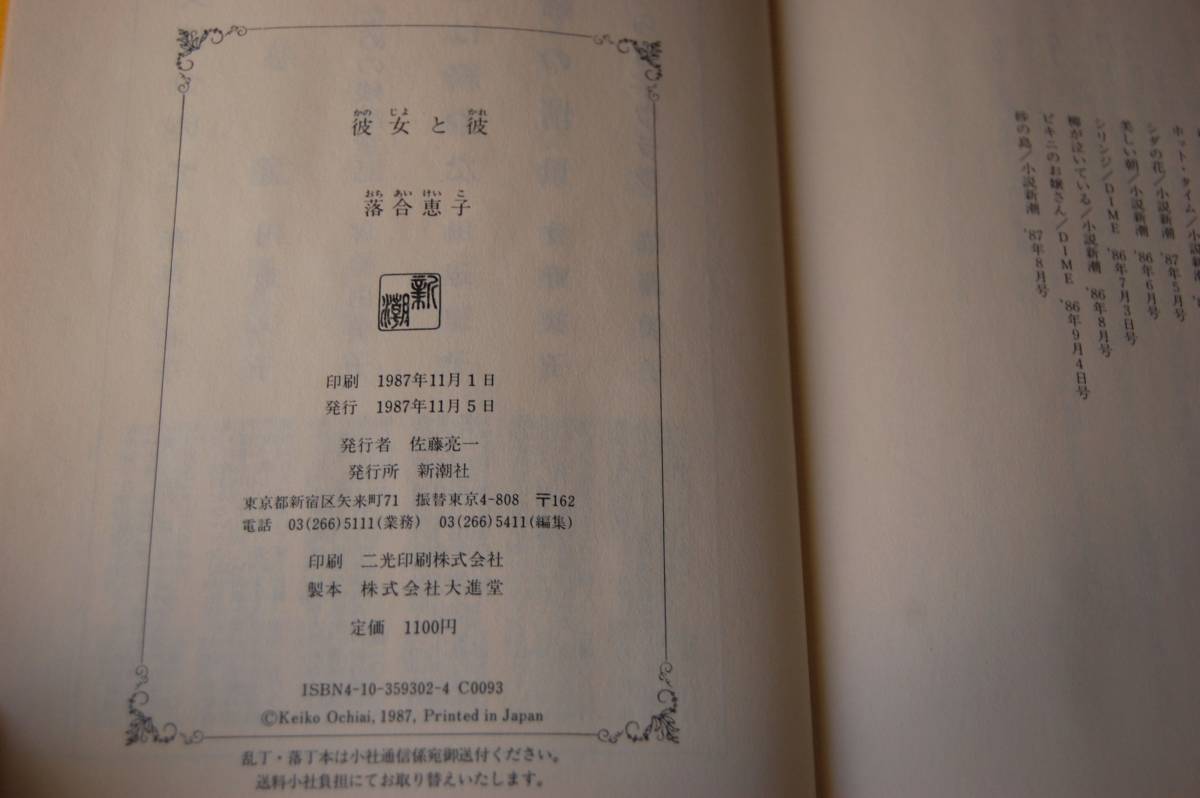 彼女と彼
かのじよ かれ
落合恵子
おちあいけいこ
新潮
印刷 1987年11月1日
発行 1987年11月5日
発行者 佐藤亮一
発行所 新潮社
東京都新宿区矢来町71 振替東京4-808 〒162
電話 03(266)5111(業務) 03(266)5411(編集)
印刷 二光印刷株式会社
製本 株式会社大進堂
定価 1100円
ISBN4-10-359302-4 C0093
©Keiko Ochiai, 1987, Printed in Japan
乱丁・落丁本は小社通信係宛御送付ください。
送料小社負担にてお取り替えいたします。
ホット・タイム/小説新潮
シダの花/小説新潮 '87年5月号
美しい朝/小説新潮 '86年6月号
シリンジ/DIME '86年7月3日号
樹が泣いている/小説新潮 '86年8月号
ビキニのお嬢さん/DIME '86年9月4日号
砂の島/小説新潮 '87年8月号